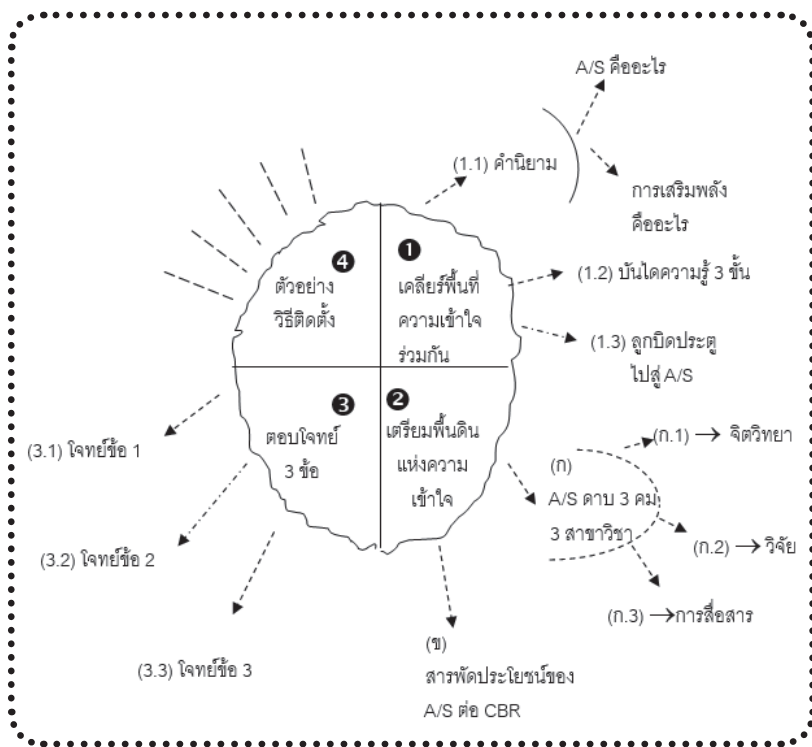 A/S คืออะไร
(1.1) คำนิยาม
การเสริมพลัง
คืออะไร
❶
เคลียร์พื้นที่
ความเข้าใจ
ร่วมกัน
(1.2) บันไดความรู้ 3 ขั้น
(1.3) ลูกบิดประตู
ไปสู่ A/S
❷
เตรียมพื้นดิน
แห่งความ
เข้าใจ
(ก)
A/S ดาบ 3 คม
3 สาขาวิชา
(ก.1) → จิตวิทยา
(ก.2) → วิจัย
(ก.3) →การสื่อสาร
(ข)
สารพัดประโยชน์ของ
A/S ต่อ CBR
❸
ตอบโจทย์
3 ข้อ
(3.1) โจทย์ข้อ 1
(3.2) โจทย์ข้อ 2
(3.3) โจทย์ข้อ 3
❹
ตัวอย่าง
วิธีติดตั้ง